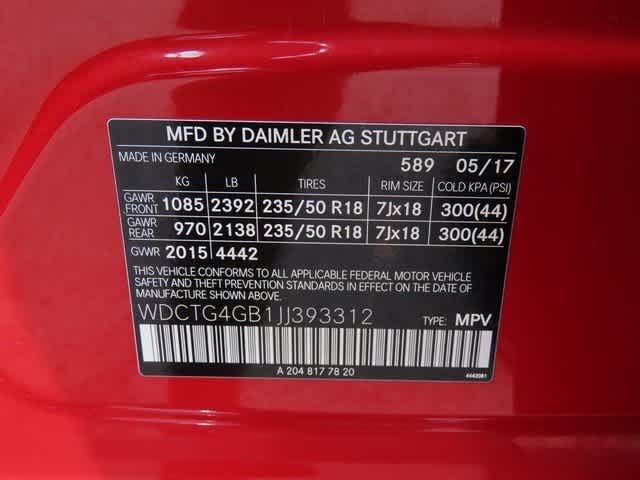 MFD BY DAIMLER AG STUTTGART
MADE IN GERMANY 589 05/17
KG LB TIRES RIM SIZE COLD KPA (PSI)
GAWR FRONT 1085 2392 235/50 R18 7Jx18 300(44)
GAWR REAR 970 2138 235/50 R18 7Jx18 300(44)
GVWR 2015 4442
THIS VEHICLE CONFORMS TO ALL APPLICABLE FEDERAL MOTOR VEHICLE
SAFETY AND THEFT PREVENTION STANDARDS IN EFFECT ON THE DATE OF
MANUFACTURE SHOWN ABOVE.
WDCTG4GB1JJ393312 TYPE: MPV
A 204 817 78 20 4442081